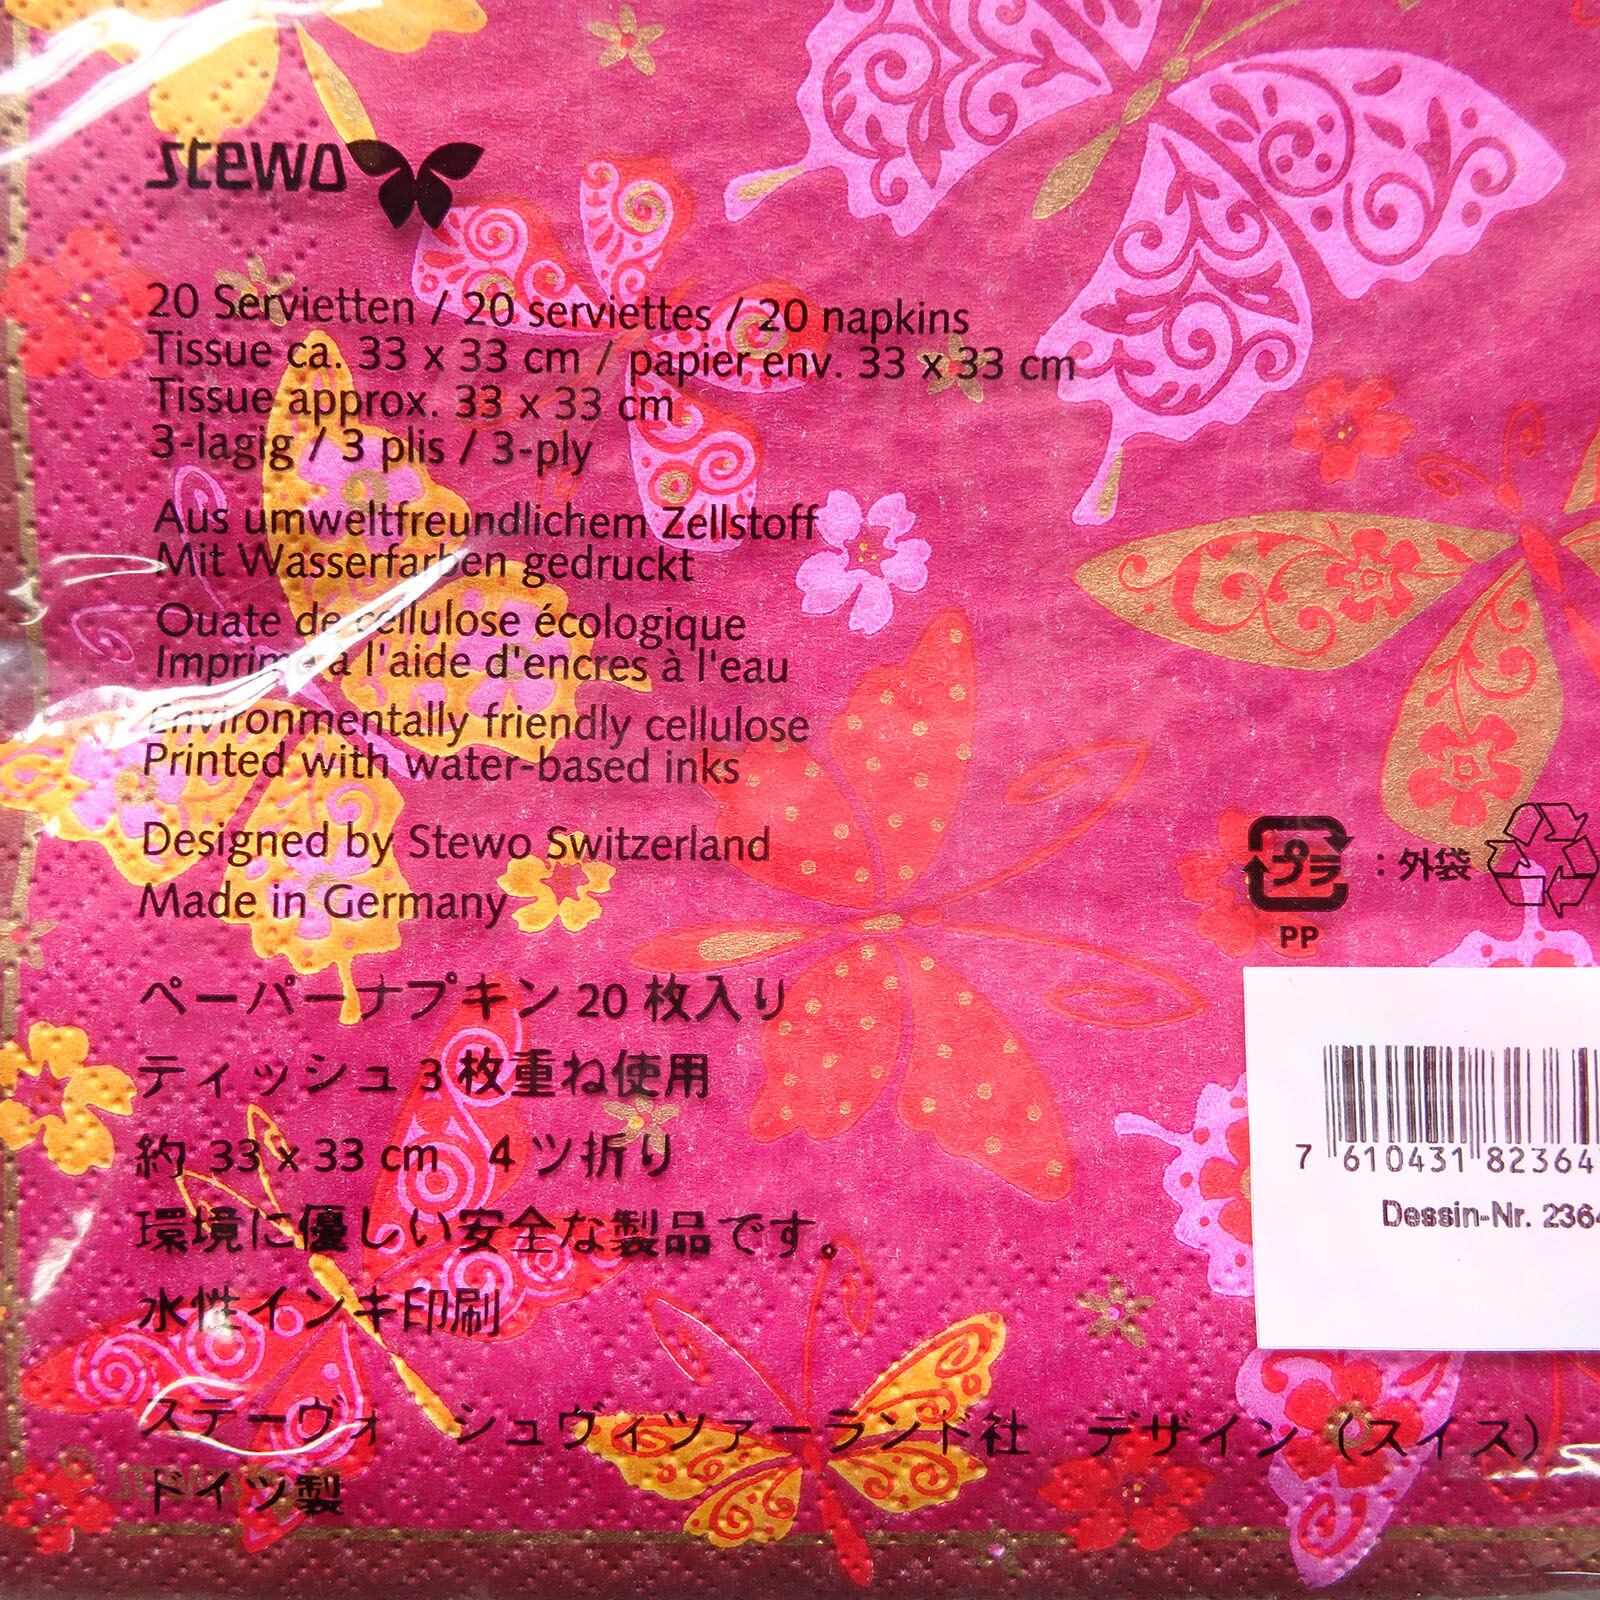 stewo
20 Servietten / 20 serviettes / 20 napkins
Tissue ca. 33 x 33 cm / papier env. 33 x 33 cm
Tissue approx. 33 x 33 cm
3-lagig / 3 plis / 3-ply
Aus umweltfreundlichem Zellstoff
Mit Wasserfarben gedruckt
Ouate de cellulose écologique
Imprimé à l'aide d'encres à l'eau
Environmentally friendly cellulose
Printed with water-based inks
Designed by Stewo Switzerland
Made in Germany
プラ : 外袋
PP
ペーパーナプキン 20 枚入り
ティッシュ 3 枚重ね使用
約 33 x 33 cm 4 ツ折り
環境に優しい安全な製品です。
水性インキ印刷
ステーヴォ シュヴィツァーランド社 デザイン (スイス)
ドイツ製
7 610431 82364
Dessin-Nr. 2364